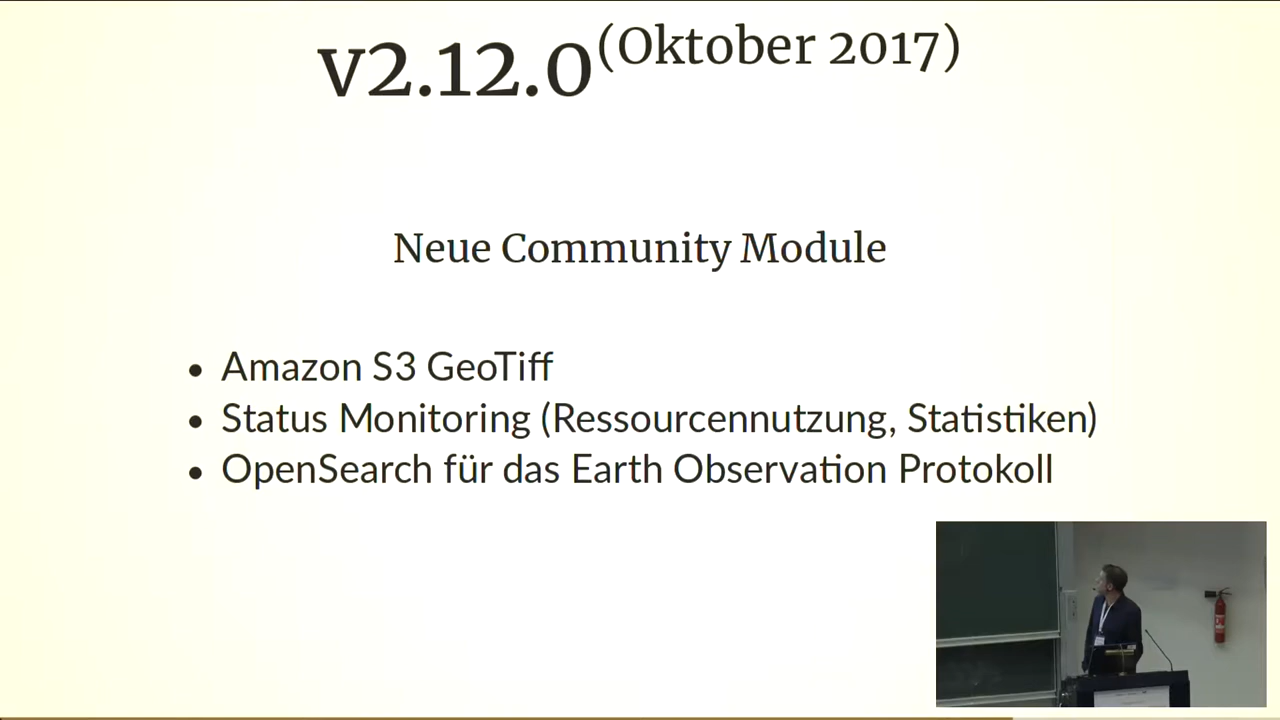 v2.12.0(Oktober 2017)
Neue Community Module
• Amazon S3 GeoTiff
• Status Monitoring (Ressourcennutzung, Statistiken)
• OpenSearch für das Earth Observation Protokoll